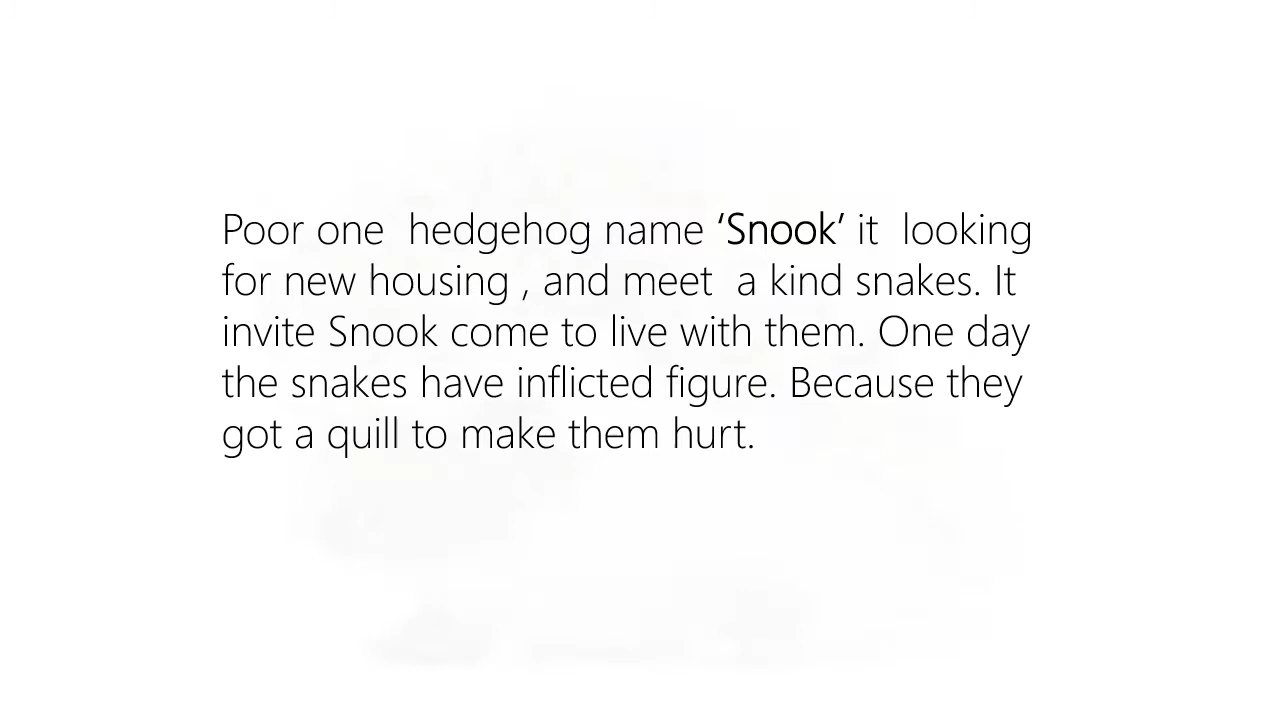 Poor one  hedgehog name ‘Snook’ it  looking
for new housing , and meet  a kind snakes. It
invite Snook come to live with them. One day
the snakes have inflicted figure. Because they
got a quill to make them hurt.